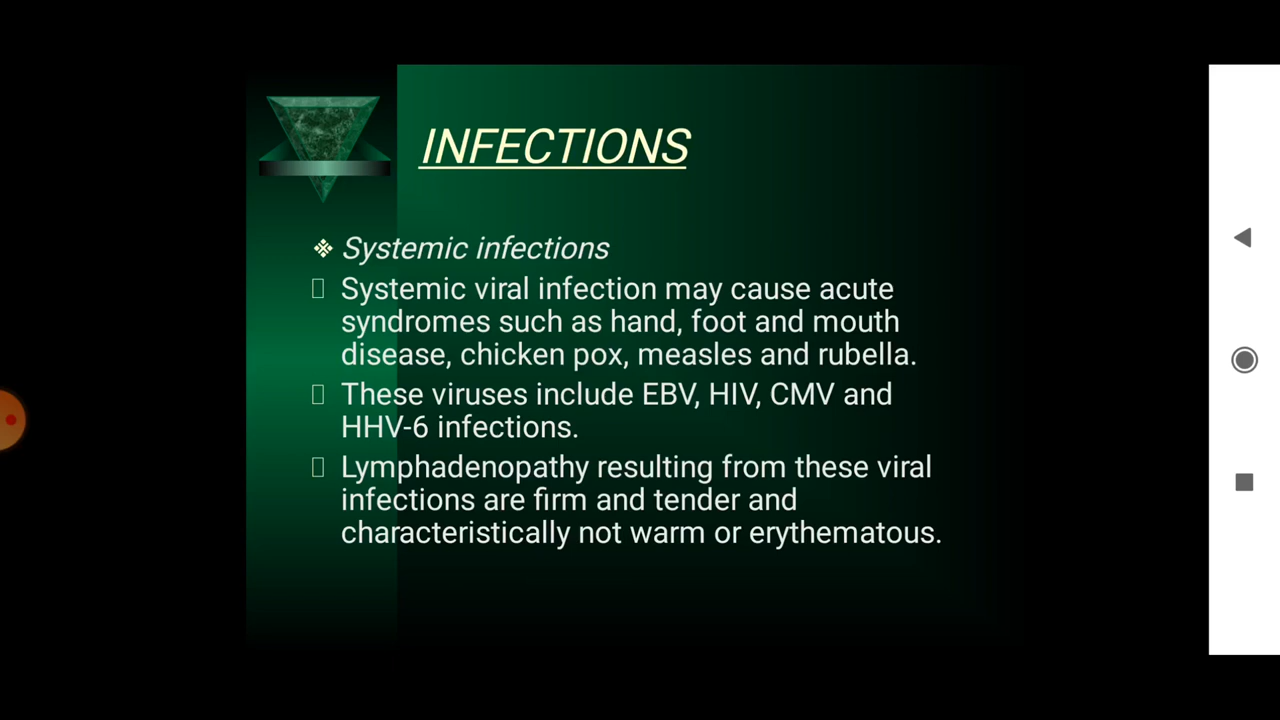 INFECTIONS
❖ Systemic infections
Systemic viral infection may cause acute
syndromes such as hand, foot and mouth
disease, chicken pox, measles and rubella.
These viruses include EBV, HIV, CMV and
HHV-6 infections.
Lymphadenopathy resulting from these viral
infections are firm and tender and
characteristically not warm or erythematous.